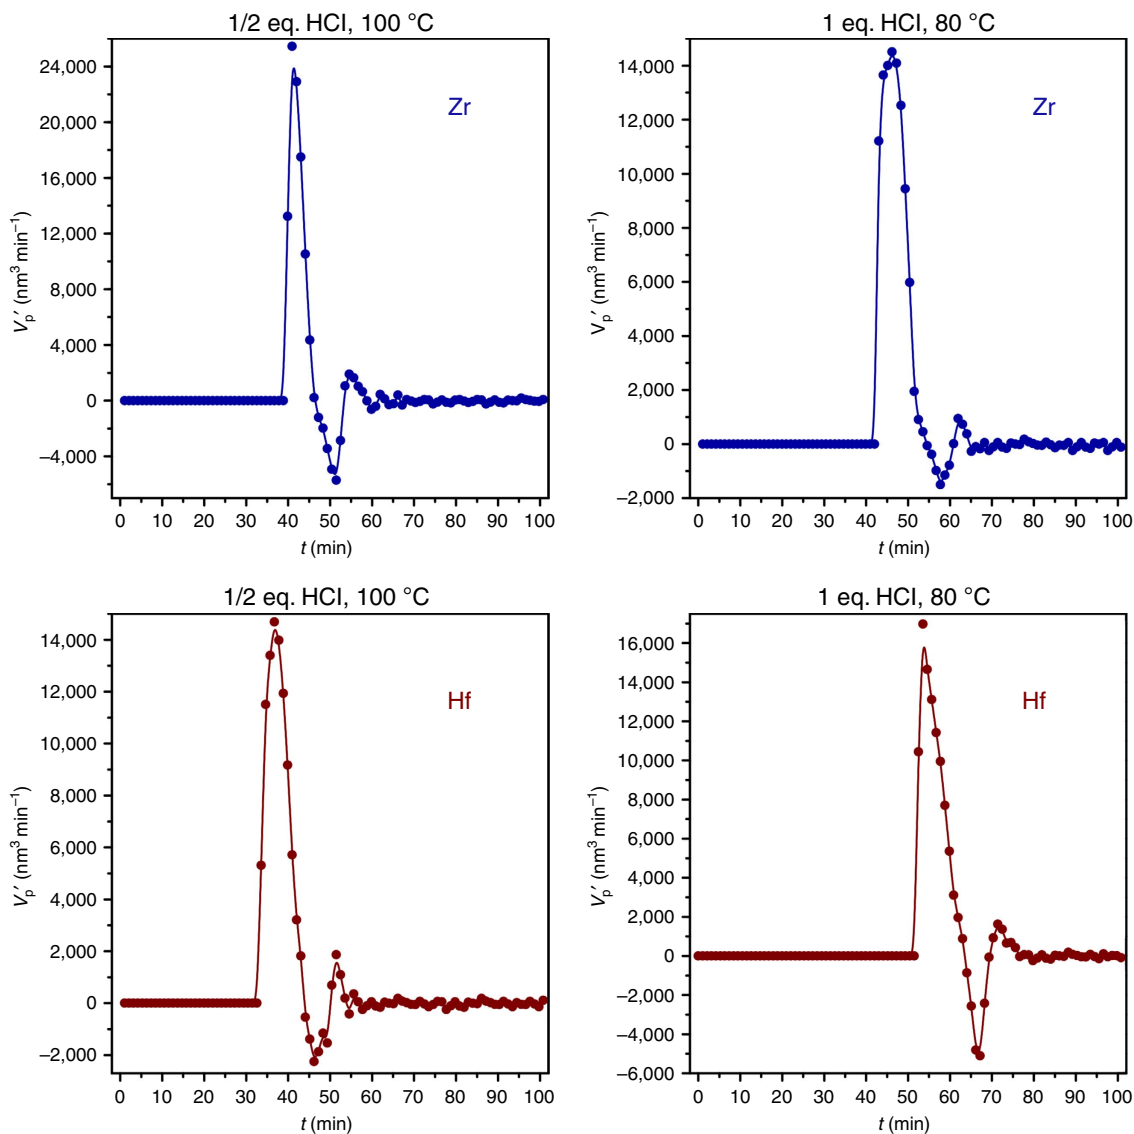 1/2 eq. HCl, 100 °C
24,000
20,000
16,000
12,000
8,000
4,000
0
−4,000
Vp′ (nm³ min⁻¹)
Zr
0 10 20 30 40 50 60 70 80 90 100
t (min)
1 eq. HCl, 80 °C
14,000
12,000
10,000
8,000
6,000
4,000
2,000
0
−2,000
Vp′ (nm³ min⁻¹)
Zr
0 10 20 30 40 50 60 70 80 90 100
t (min)
1/2 eq. HCl, 100 °C
14,000
12,000
10,000
8,000
6,000
4,000
2,000
0
−2,000
Vp′ (nm³ min⁻¹)
Hf
0 10 20 30 40 50 60 70 80 90 100
t (min)
1 eq. HCl, 80 °C
16,000
14,000
12,000
10,000
8,000
6,000
4,000
2,000
0
−2,000
−4,000
−6,000
Vp′ (nm³ min⁻¹)
Hf
0 10 20 30 40 50 60 70 80 90 100
t (min)